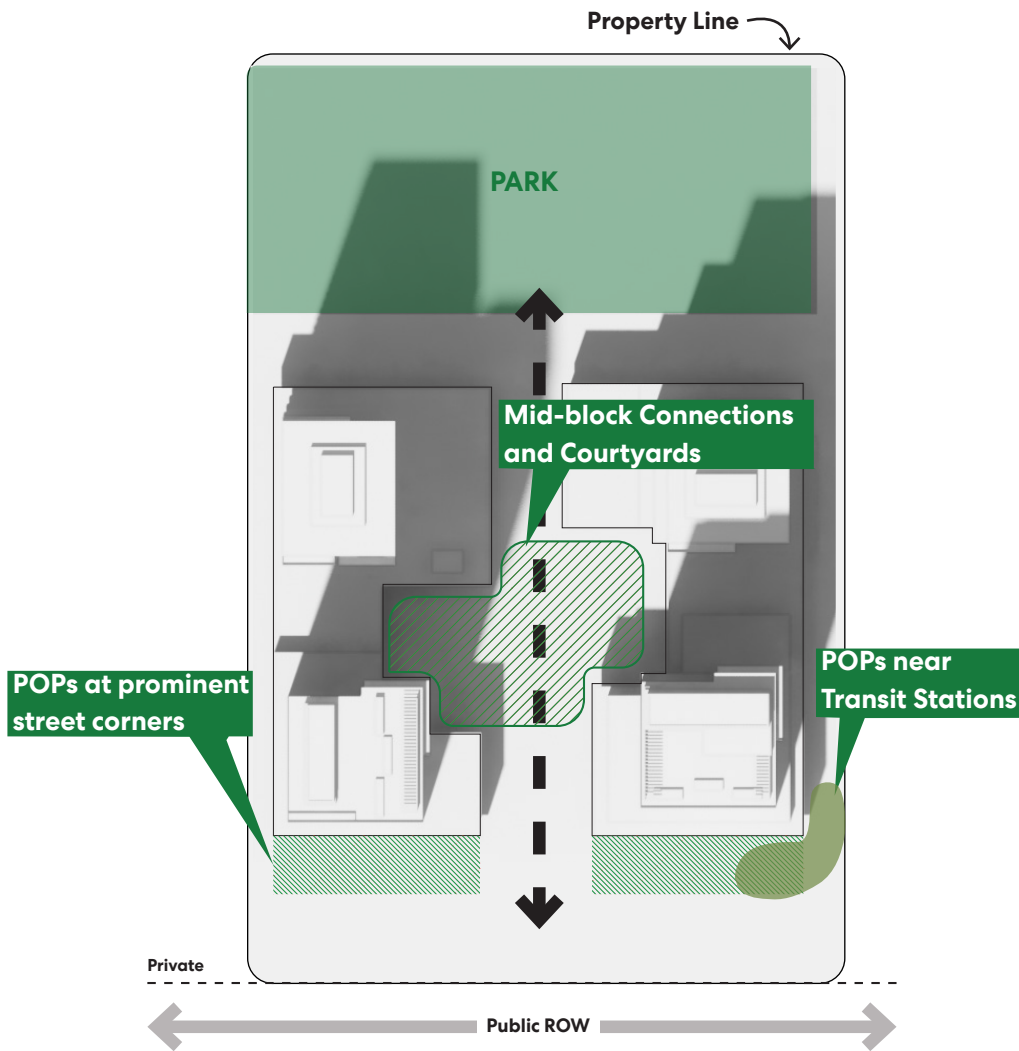 Property Line
PARK
Mid-block Connections
and Courtyards
POPs at prominent
street corners
POPs near
Transit Stations
Private
Public ROW